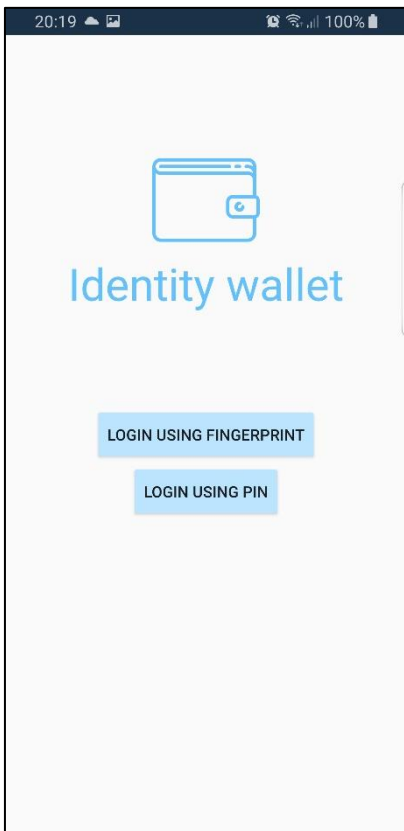 20:19 100%
Identity wallet
LOGIN USING FINGERPRINT
LOGIN USING PIN